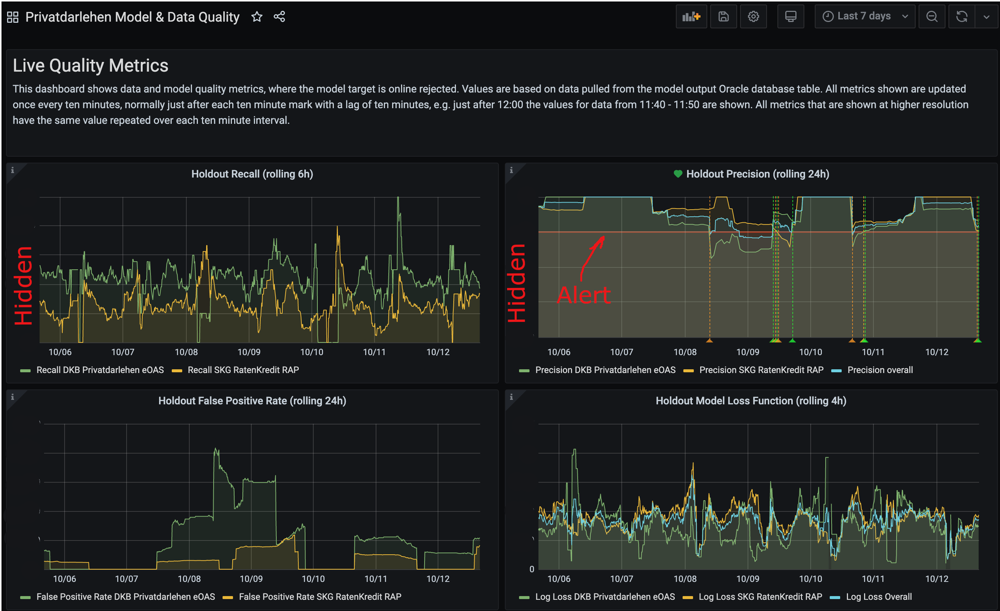 Privatdarlehen Model & Data Quality
Last 7 days
Live Quality Metrics
This dashboard shows data and model quality metrics, where the model target is online rejected. Values are based on data pulled from the model output Oracle database table. All metrics shown are updated
once every ten minutes, normally just after each ten minute mark with a lag of ten minutes, e.g. just after 12:00 the values for data from 11:40 - 11:50 are shown. All metrics that are shown at higher resolution
have the same value repeated over each ten minute interval.
i
Holdout Recall (rolling 6h)
Hidden
10/06 10/07 10/08 10/09 10/10 10/11 10/12
Recall DKB Privatdarlehen eOAS Recall SKG RatenKredit RAP
i
Holdout Precision (rolling 24h)
Hidden
Alert
10/06 10/07 10/08 10/09 10/10 10/11 10/12
Precision DKB Privatdarlehen eOAS Precision SKG RatenKredit RAP Precision overall
i
Holdout False Positive Rate (rolling 24h)
10/06 10/07 10/08 10/09 10/10 10/11 10/12
False Positive Rate DKB Privatdarlehen eOAS False Positive Rate SKG RatenKredit RAP
i
Holdout Model Loss Function (rolling 4h)
0
10/06 10/07 10/08 10/09 10/10 10/11 10/12
Log Loss DKB Privatdarlehen eOAS Log Loss SKG RatenKredit RAP Log Loss Overall